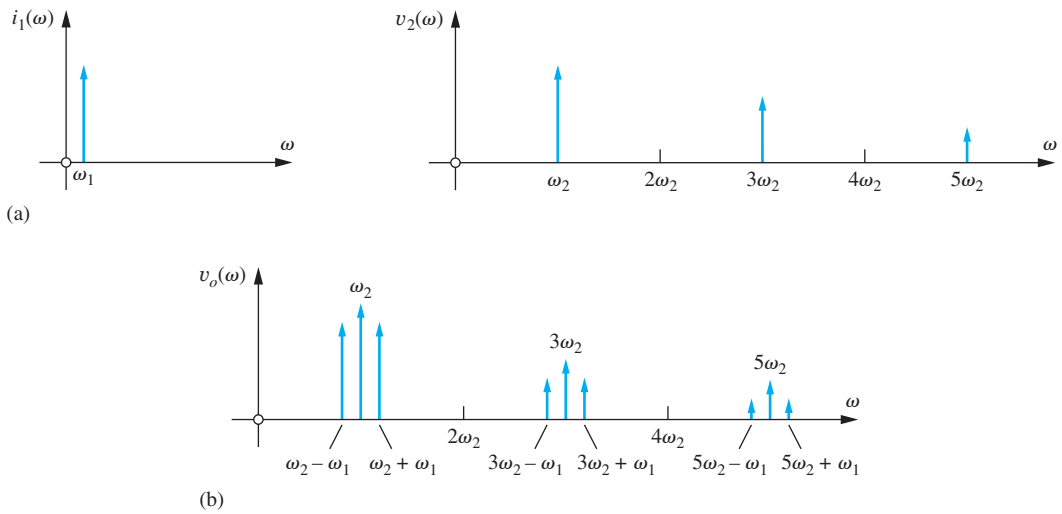 i₁(ω)
v₂(ω)
ω
ω
ω₁
ω₂
2ω₂
3ω₂
4ω₂
5ω₂
(a)
vₒ(ω)
ω₂
3ω₂
5ω₂
ω
2ω₂
4ω₂
ω₂ – ω₁
ω₂ + ω₁
3ω₂ – ω₁
3ω₂ + ω₁
5ω₂ – ω₁
5ω₂ + ω₁
(b)